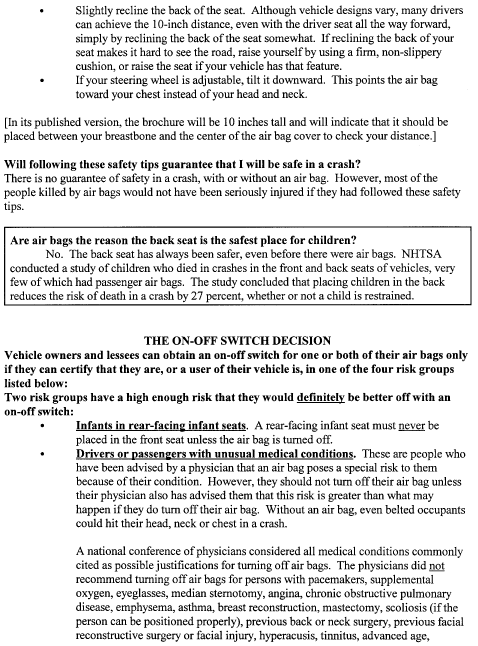 • Slightly recline the back of the seat. Although vehicle designs vary, many drivers
can achieve the 10-inch distance, even with the driver seat all the way forward,
simply by reclining the back of the seat somewhat. If reclining the back of your
seat makes it hard to see the road, raise yourself by using a firm, non-slippery
cushion, or raise the seat if your vehicle has that feature.
• If your steering wheel is adjustable, tilt it downward. This points the air bag
toward your chest instead of your head and neck.
[In its published version, the brochure will be 10 inches tall and will indicate that it should be
placed between your breastbone and the center of the air bag cover to check your distance.]
Will following these safety tips guarantee that I will be safe in a crash?
There is no guarantee of safety in a crash, with or without an air bag. However, most of the
people killed by air bags would not have been seriously injured if they had followed these safety
tips.
Are air bags the reason the back seat is the safest place for children?
No. The back seat has always been safer, even before there were air bags. NHTSA
conducted a study of children who died in crashes in the front and back seats of vehicles, very
few of which had passenger air bags. The study concluded that placing children in the back
reduces the risk of death in a crash by 27 percent, whether or not a child is restrained.
THE ON-OFF SWITCH DECISION
Vehicle owners and lessees can obtain an on-off switch for one or both of their air bags only
if they can certify that they are, or a user of their vehicle is, in one of the four risk groups
listed below:
Two risk groups have a high enough risk that they would definitely be better off with an
on-off switch:
• Infants in rear-facing infant seats. A rear-facing infant seat must never be
placed in the front seat unless the air bag is turned off.
• Drivers or passengers with unusual medical conditions. These are people who
have been advised by a physician that an air bag poses a special risk to them
because of their condition. However, they should not turn off their air bag unless
their physician also has advised them that this risk is greater than what may
happen if they do turn off their air bag. Without an air bag, even belted occupants
could hit their head, neck or chest in a crash.
A national conference of physicians considered all medical conditions commonly
cited as possible justifications for turning off air bags. The physicians did not
recommend turning off air bags for persons with pacemakers, supplemental
oxygen, eyeglasses, median sternotomy, angina, chronic obstructive pulmonary
disease, emphysema, asthma, breast reconstruction, mastectomy, scoliosis (if the
person can be positioned properly), previous back or neck surgery, previous facial
reconstructive surgery or facial injury, hyperacusis, tinnitus, advanced age,